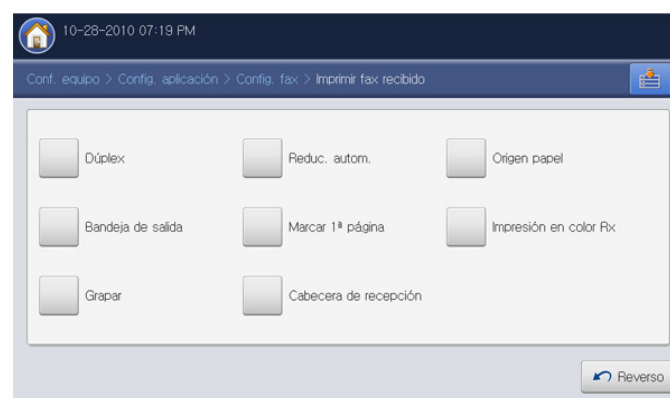 10-28-2010 07:19 PM
Conf. equipo > Config. aplicación > Config. fax > Imprimir fax recibido
Dúplex
Reduc. autom.
Origen papel
Bandeja de salida
Marcar 1ª página
Impresión en color Rx
Grapar
Cabecera de recepción
Reverso